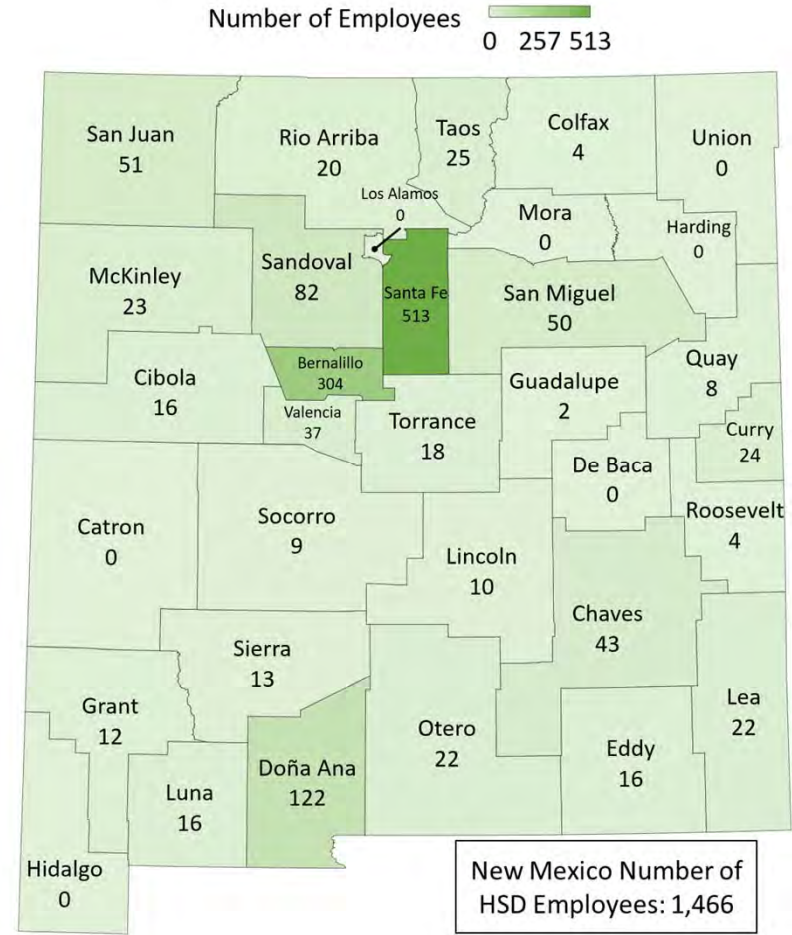 Number of Employees
0 257 513
San Juan
51
Rio Arriba
20
Taos
25
Colfax
4
Union
0
Los Alamos
0
Mora
0
Harding
0
McKinley
23
Sandoval
82
Santa Fe
513
San Miguel
50
Cibola
16
Bernalillo
304
Valencia
37
Torrance
18
Guadalupe
2
Quay
8
Curry
24
De Baca
0
Roosevelt
4
Catron
0
Socorro
9
Lincoln
10
Chaves
43
Sierra
13
Grant
12
Lea
22
Otero
22
Eddy
16
Doña Ana
122
Luna
16
Hidalgo
0
New Mexico Number of
HSD Employees: 1,466